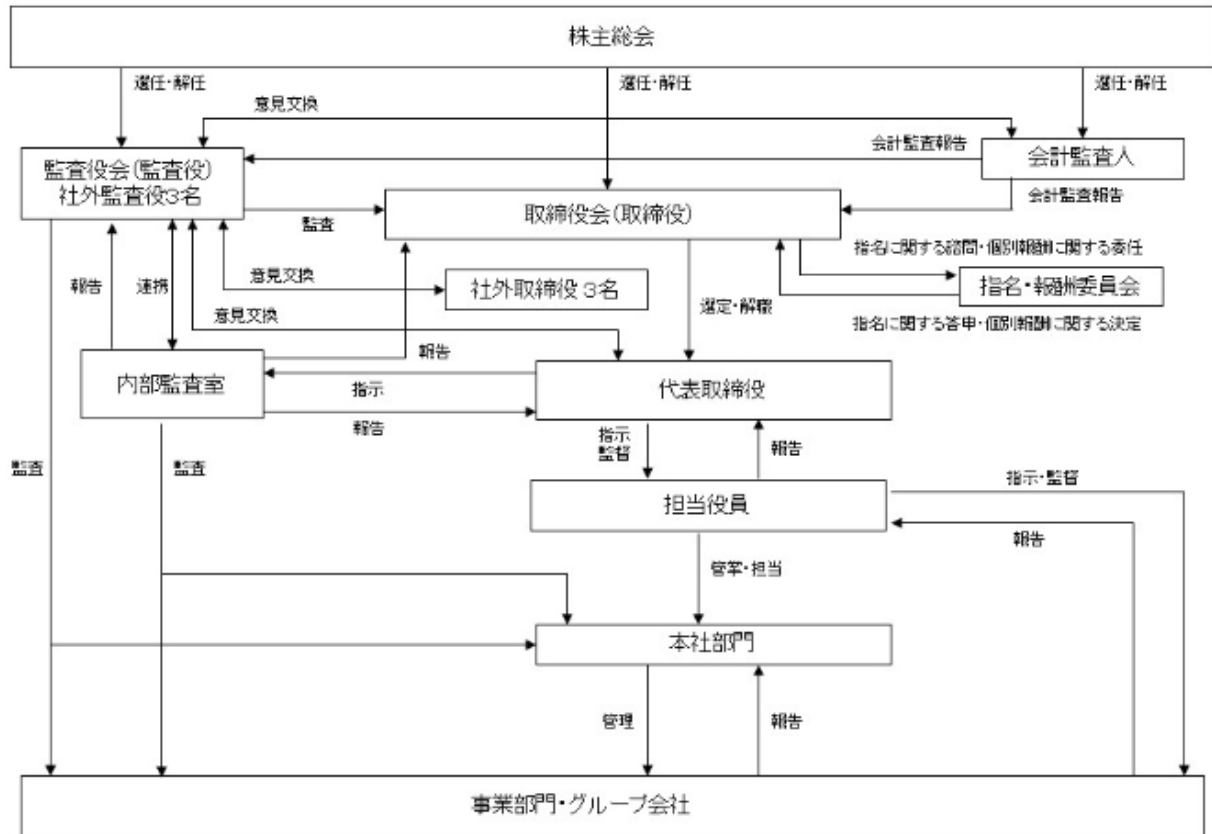 株主総会
選任・解任
選任・解任
選任・解任
意見交換
会計監査報告
会計監査人
監査役会(監査役)
社外監査役3名
会計監査報告
監査
取締役会(取締役)
指名に関する諮問・個別報酬に関する委任
報告
連携
意見交換
社外取締役3名
指名・報酬委員会
意見交換
選定・解職
指名に関する答申・個別報酬に関する決定
報告
内部監査室
指示
代表取締役
報告
指示
監督
報告
監査
監査
指示・監督
担当役員
報告
管掌・担当
本社部門
管理
報告
事業部門・グループ会社